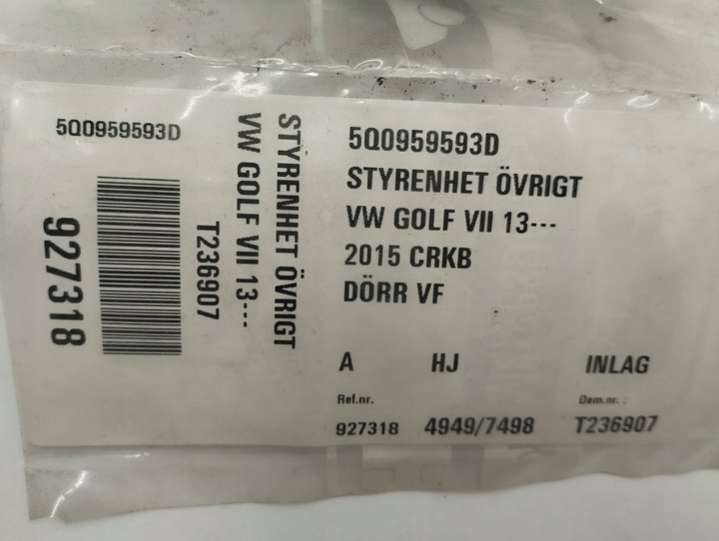 5Q0959593D
927318
T236907
VW GOLF VII 13---
STYRENHET ÖVRIGT
5Q0959593D
STYRENHET ÖVRIGT
VW GOLF VII 13---
2015 CRKB
DÖRR VF
A HJ INLAG
Ref.nr. Dem.nr. :
927318 4949/7498 T236907